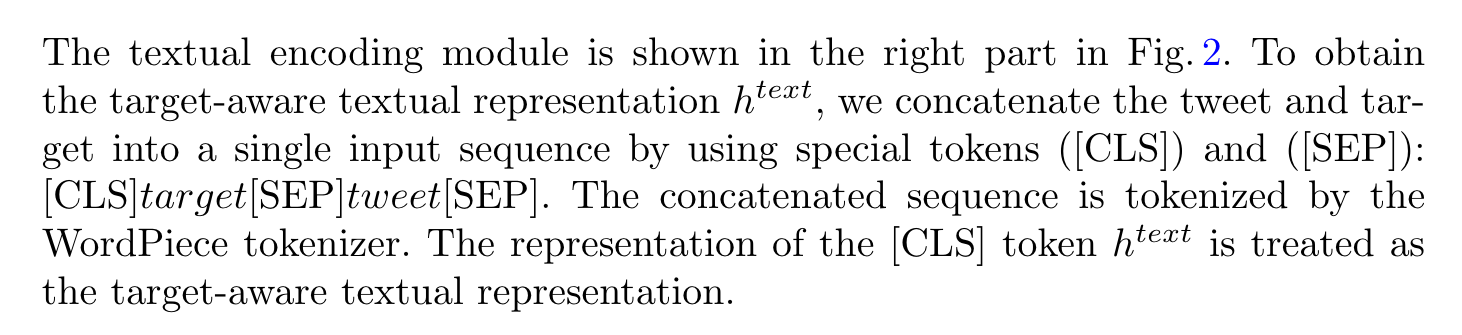 The textual encoding module is shown in the right part in Fig. 2. To obtain
the target-aware textual representation $h^{text}$, we concatenate the tweet and tar-
get into a single input sequence by using special tokens ([CLS]) and ([SEP]):
[CLS]target[SEP]tweet[SEP]. The concatenated sequence is tokenized by the
WordPiece tokenizer. The representation of the [CLS] token $h^{text}$ is treated as
the target-aware textual representation.